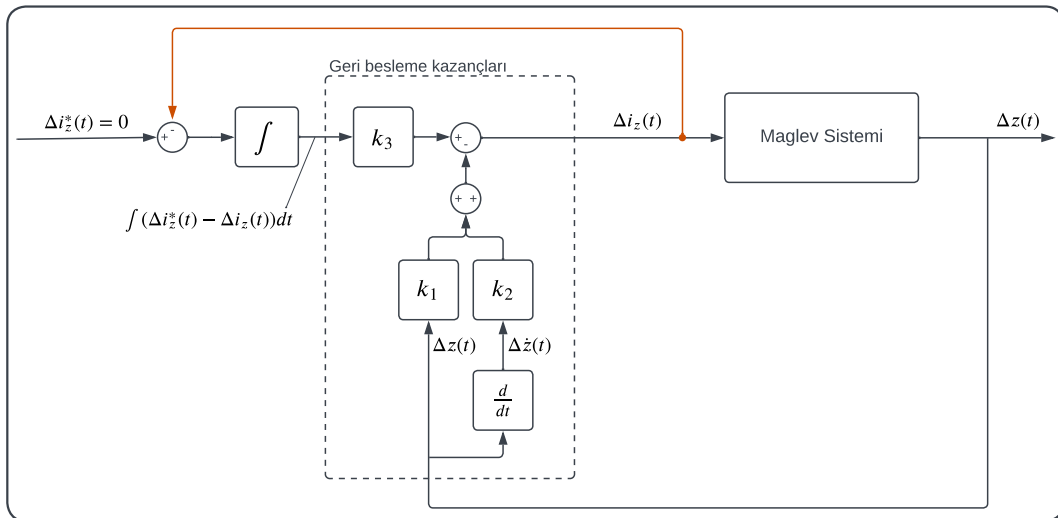 Geri besleme kazançları
Δi*z(t) = 0
+ -
∫
k₃
+ -
Δiz(t)
Maglev Sistemi
Δz(t)
∫(Δi*z(t) − Δiz(t))dt
+ +
k₁
k₂
Δz(t)
Δż(t)
d/dt